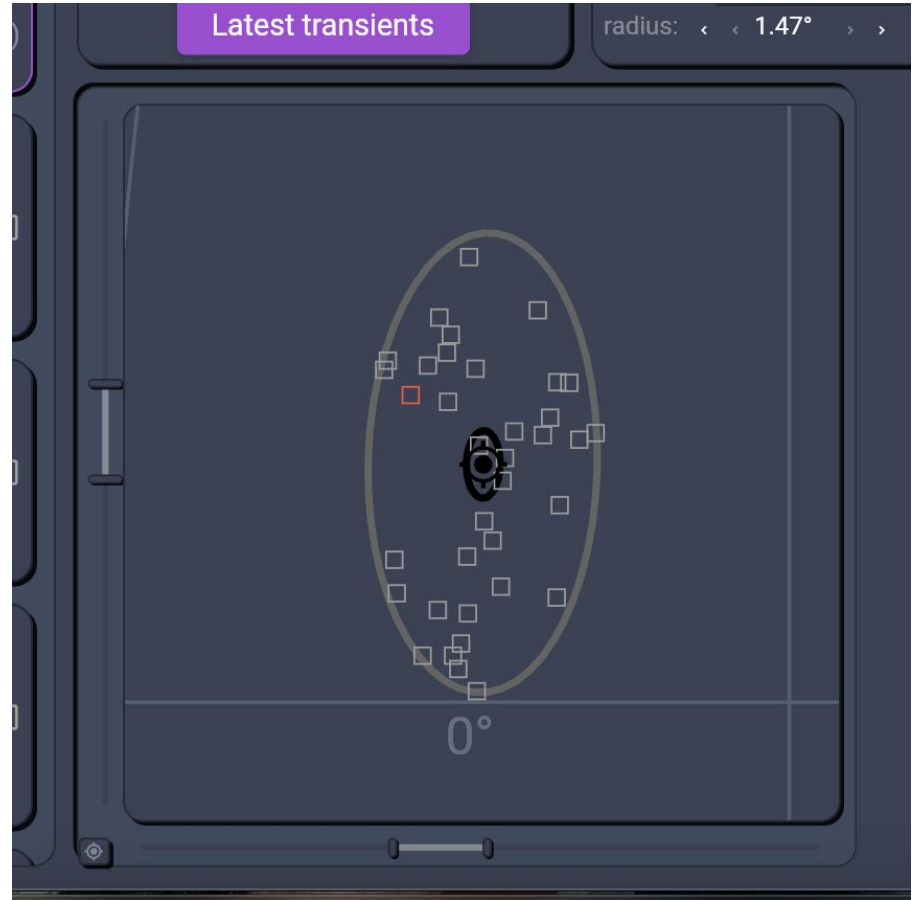 Latest transients
radius: ‹ ‹ 1.47° › ›
0°